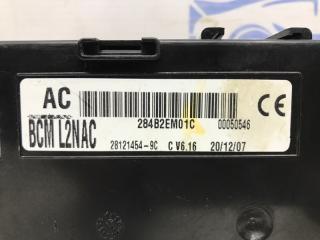 AC
284B2EM01C 00050546
CE
BCM L2NAC
28121454-9C C V6.16 20/12/07